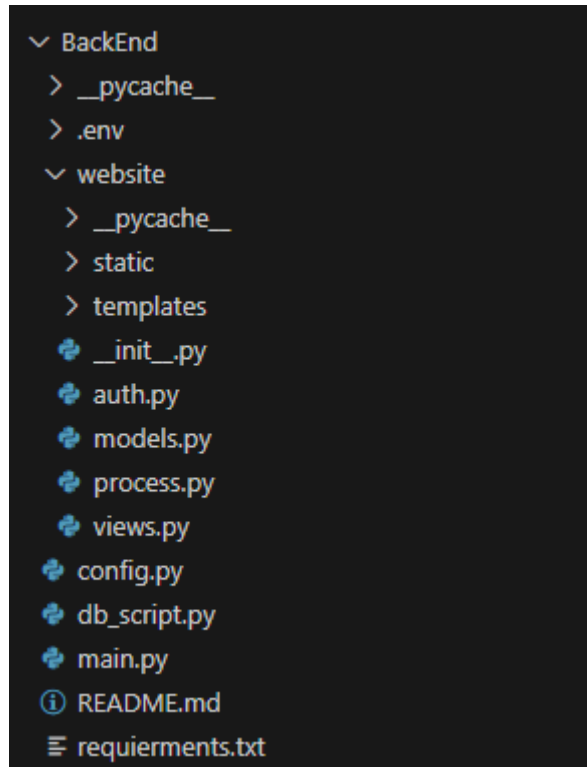 BackEnd
__pycache__
.env
website
__pycache__
static
templates
__init__.py
auth.py
models.py
process.py
views.py
config.py
db_script.py
main.py
README.md
requierments.txt